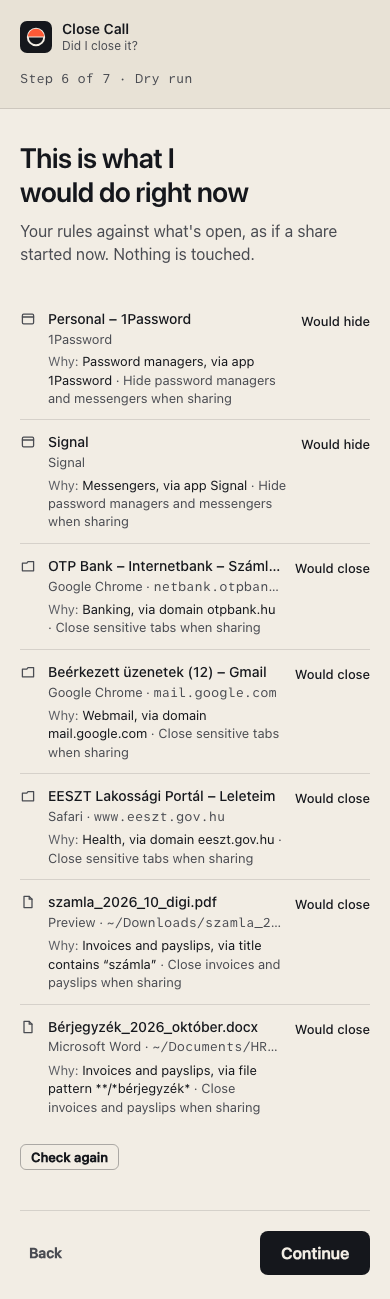 Close Call
Did I close it?
Step 6 of 7 · Dry run
This is what I
would do right now
Your rules against what's open, as if a share
started now. Nothing is touched.
Personal – 1Password
Would hide
1Password
Why: Password managers, via app
1Password · Hide password managers
and messengers when sharing
Signal
Would hide
Signal
Why: Messengers, via app Signal · Hide
password managers and messengers
when sharing
OTP Bank – Internetbank – Száml…
Would close
Google Chrome · netbank.otpban…
Why: Banking, via domain otpbank.hu
· Close sensitive tabs when sharing
Beérkezett üzenetek (12) – Gmail
Would close
Google Chrome · mail.google.com
Why: Webmail, via domain
mail.google.com · Close sensitive tabs
when sharing
EESZT Lakossági Portál – Leleteim
Would close
Safari · www.eeszt.gov.hu
Why: Health, via domain eeszt.gov.hu ·
Close sensitive tabs when sharing
szamla_2026_10_digi.pdf
Would close
Preview · ~/Downloads/szamla_2…
Why: Invoices and payslips, via title
contains “számla” · Close invoices and
payslips when sharing
Bérjegyzék_2026_október.docx
Would close
Microsoft Word · ~/Documents/HR…
Why: Invoices and payslips, via file
pattern **/*bérjegyzék* · Close
invoices and payslips when sharing
Check again
Back
Continue